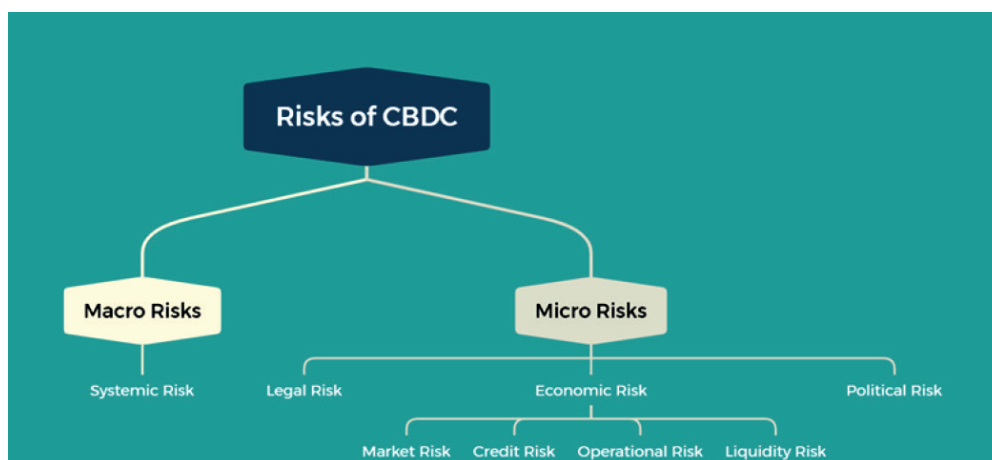 Risks of CBDC
Macro Risks
Micro Risks
Systemic Risk
Legal Risk
Economic Risk
Political Risk
Market Risk
Credit Risk
Operational Risk
Liquidity Risk